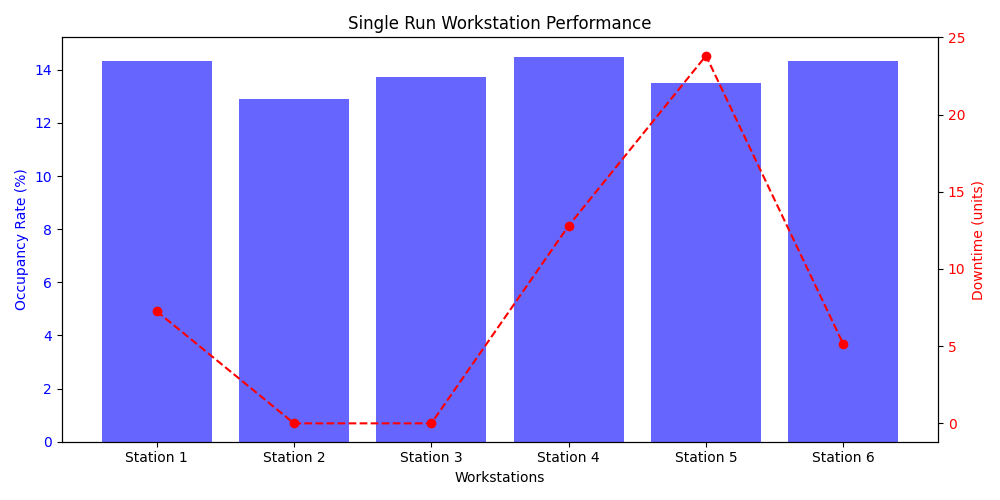 Single Run Workstation Performance
Occupancy Rate (%)
14
12
10
8
6
4
2
0
25
20
15
10
5
0
Downtime (units)
Station 1 Station 2 Station 3 Station 4 Station 5 Station 6
Workstations